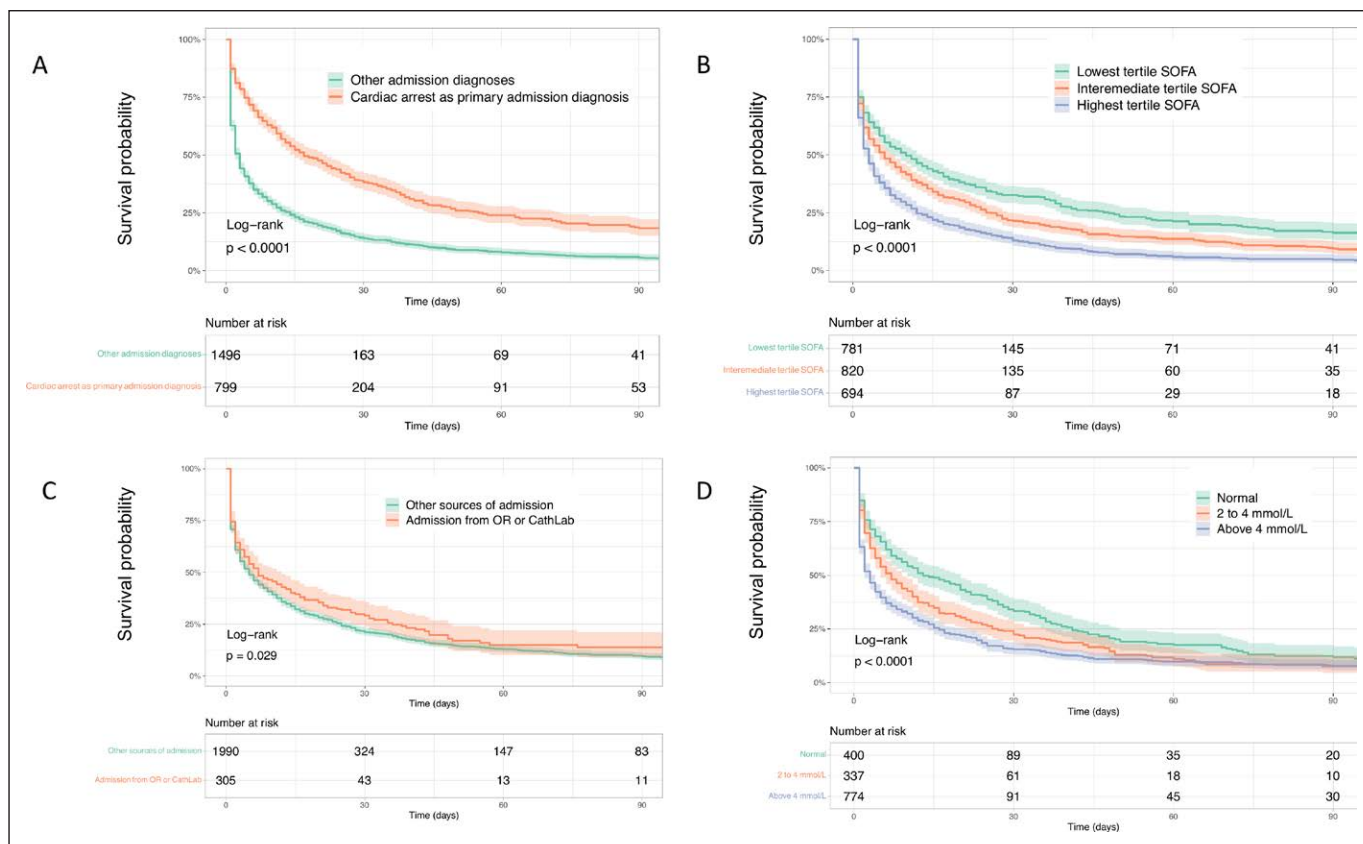 A
100%
75%
50%
25%
0%
Survival probability
Other admission diagnoses
Cardiac arrest as primary admission diagnosis
Log-rank
p < 0.0001
0 30 60 90
Time (days)
Number at risk
Other admission diagnoses 1496 163 69 41
Cardiac arrest as primary admission diagnosis 799 204 91 53
0 30 60 90
Time (days)
B
100%
75%
50%
25%
0%
Survival probability
Lowest tertile SOFA
Interemediate tertile SOFA
Highest tertile SOFA
Log-rank
p < 0.0001
0 30 60 90
Time (days)
Number at risk
Lowest tertile SOFA 781 145 71 41
Interemediate tertile SOFA 820 135 60 35
Highest tertile SOFA 694 87 29 18
0 30 60 90
Time (days)
C
100%
75%
50%
25%
0%
Survival probability
Other sources of admission
Admission from OR or CathLab
Log-rank
p = 0.029
0 30 60 90
Time (days)
Number at risk
Other sources of admission 1990 324 147 83
Admission from OR or CathLab 305 43 13 11
0 30 60 90
Time (days)
D
100%
75%
50%
25%
0%
Survival probability
Normal
2 to 4 mmol/L
Above 4 mmol/L
Log-rank
p < 0.0001
0 30 60 90
Time (days)
Number at risk
Normal 400 89 35 20
2 to 4 mmol/L 337 61 18 10
Above 4 mmol/L 774 91 45 30
0 30 60 90
Time (days)